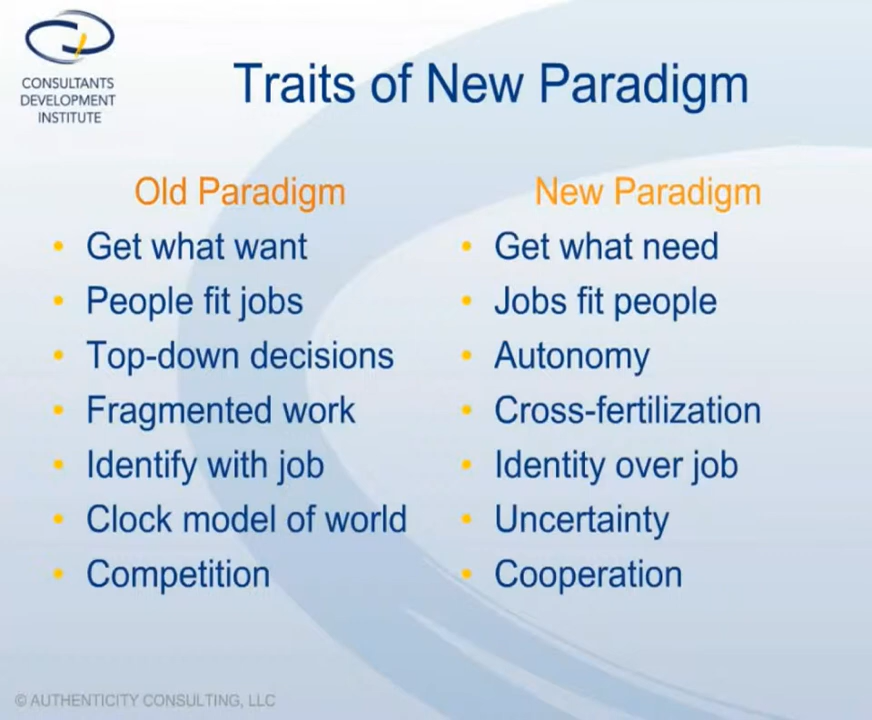 CONSULTANTS
DEVELOPMENT
INSTITUTE
Traits of New Paradigm
Old Paradigm
• Get what want
• People fit jobs
• Top-down decisions
• Fragmented work
• Identify with job
• Clock model of world
• Competition
New Paradigm
• Get what need
• Jobs fit people
• Autonomy
• Cross-fertilization
• Identity over job
• Uncertainty
• Cooperation
© AUTHENTICITY CONSULTING, LLC